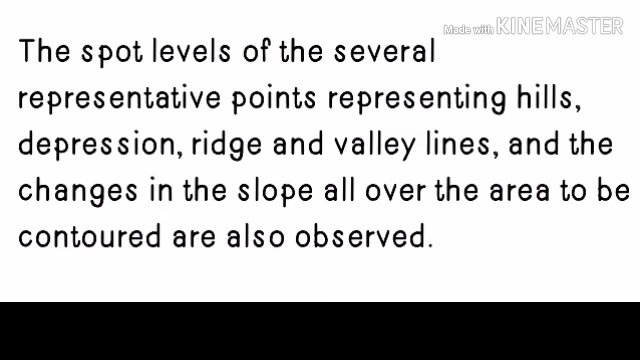 Made with KINEMASTER
The spot levels of the several
representative points representing hills,
depression, ridge and valley lines, and the
changes in the slope all over the area to be
contoured are also observed.